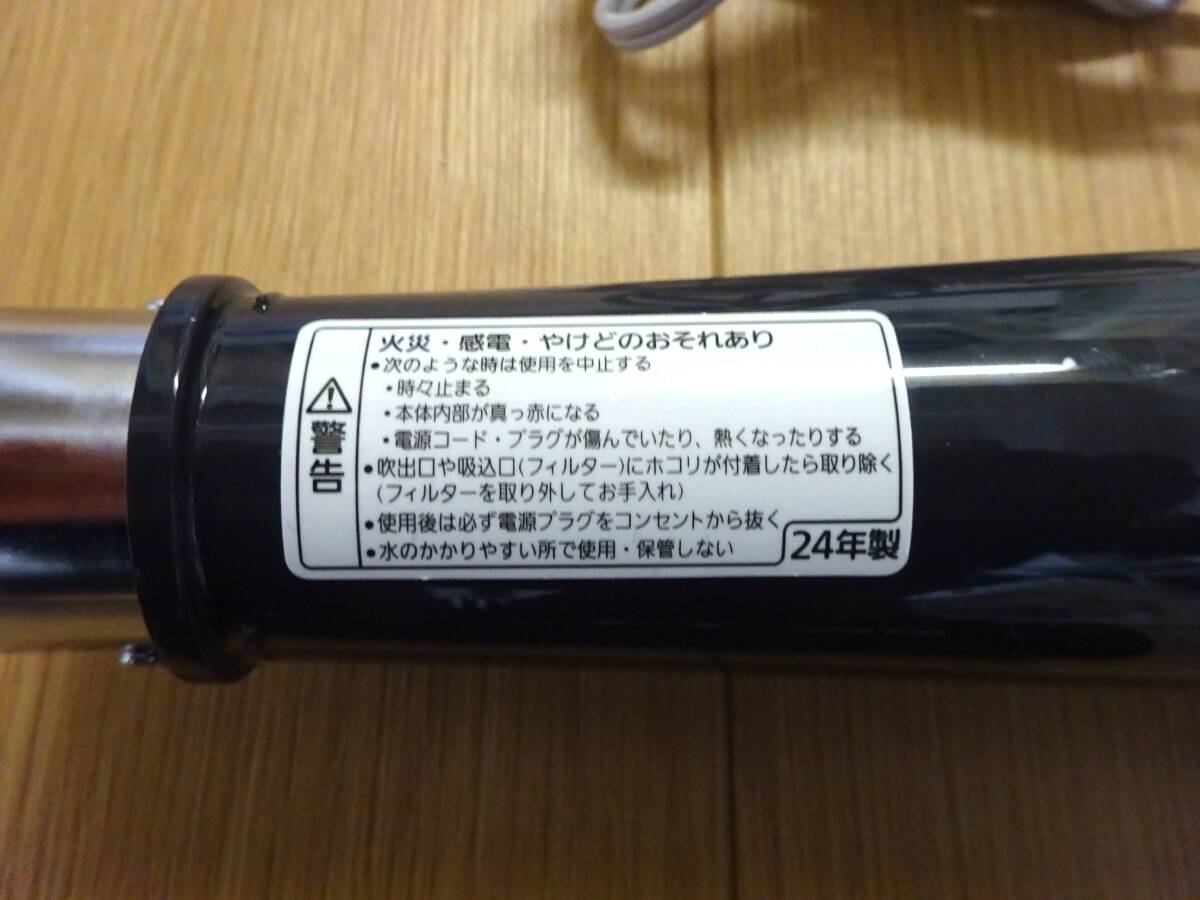 警告
火災・感電・やけどのおそれあり
●次のような時は使用を中止する
・時々止まる
・本体内部が真っ赤になる
・電源コード・プラグが傷んでいたり、熱くなったりする
●吹出口や吸込口(フィルター)にホコリが付着したら取り除く
(フィルターを取り外してお手入れ)
●使用後は必ず電源プラグをコンセントから抜く
●水のかかりやすい所で使用・保管しない
24年製